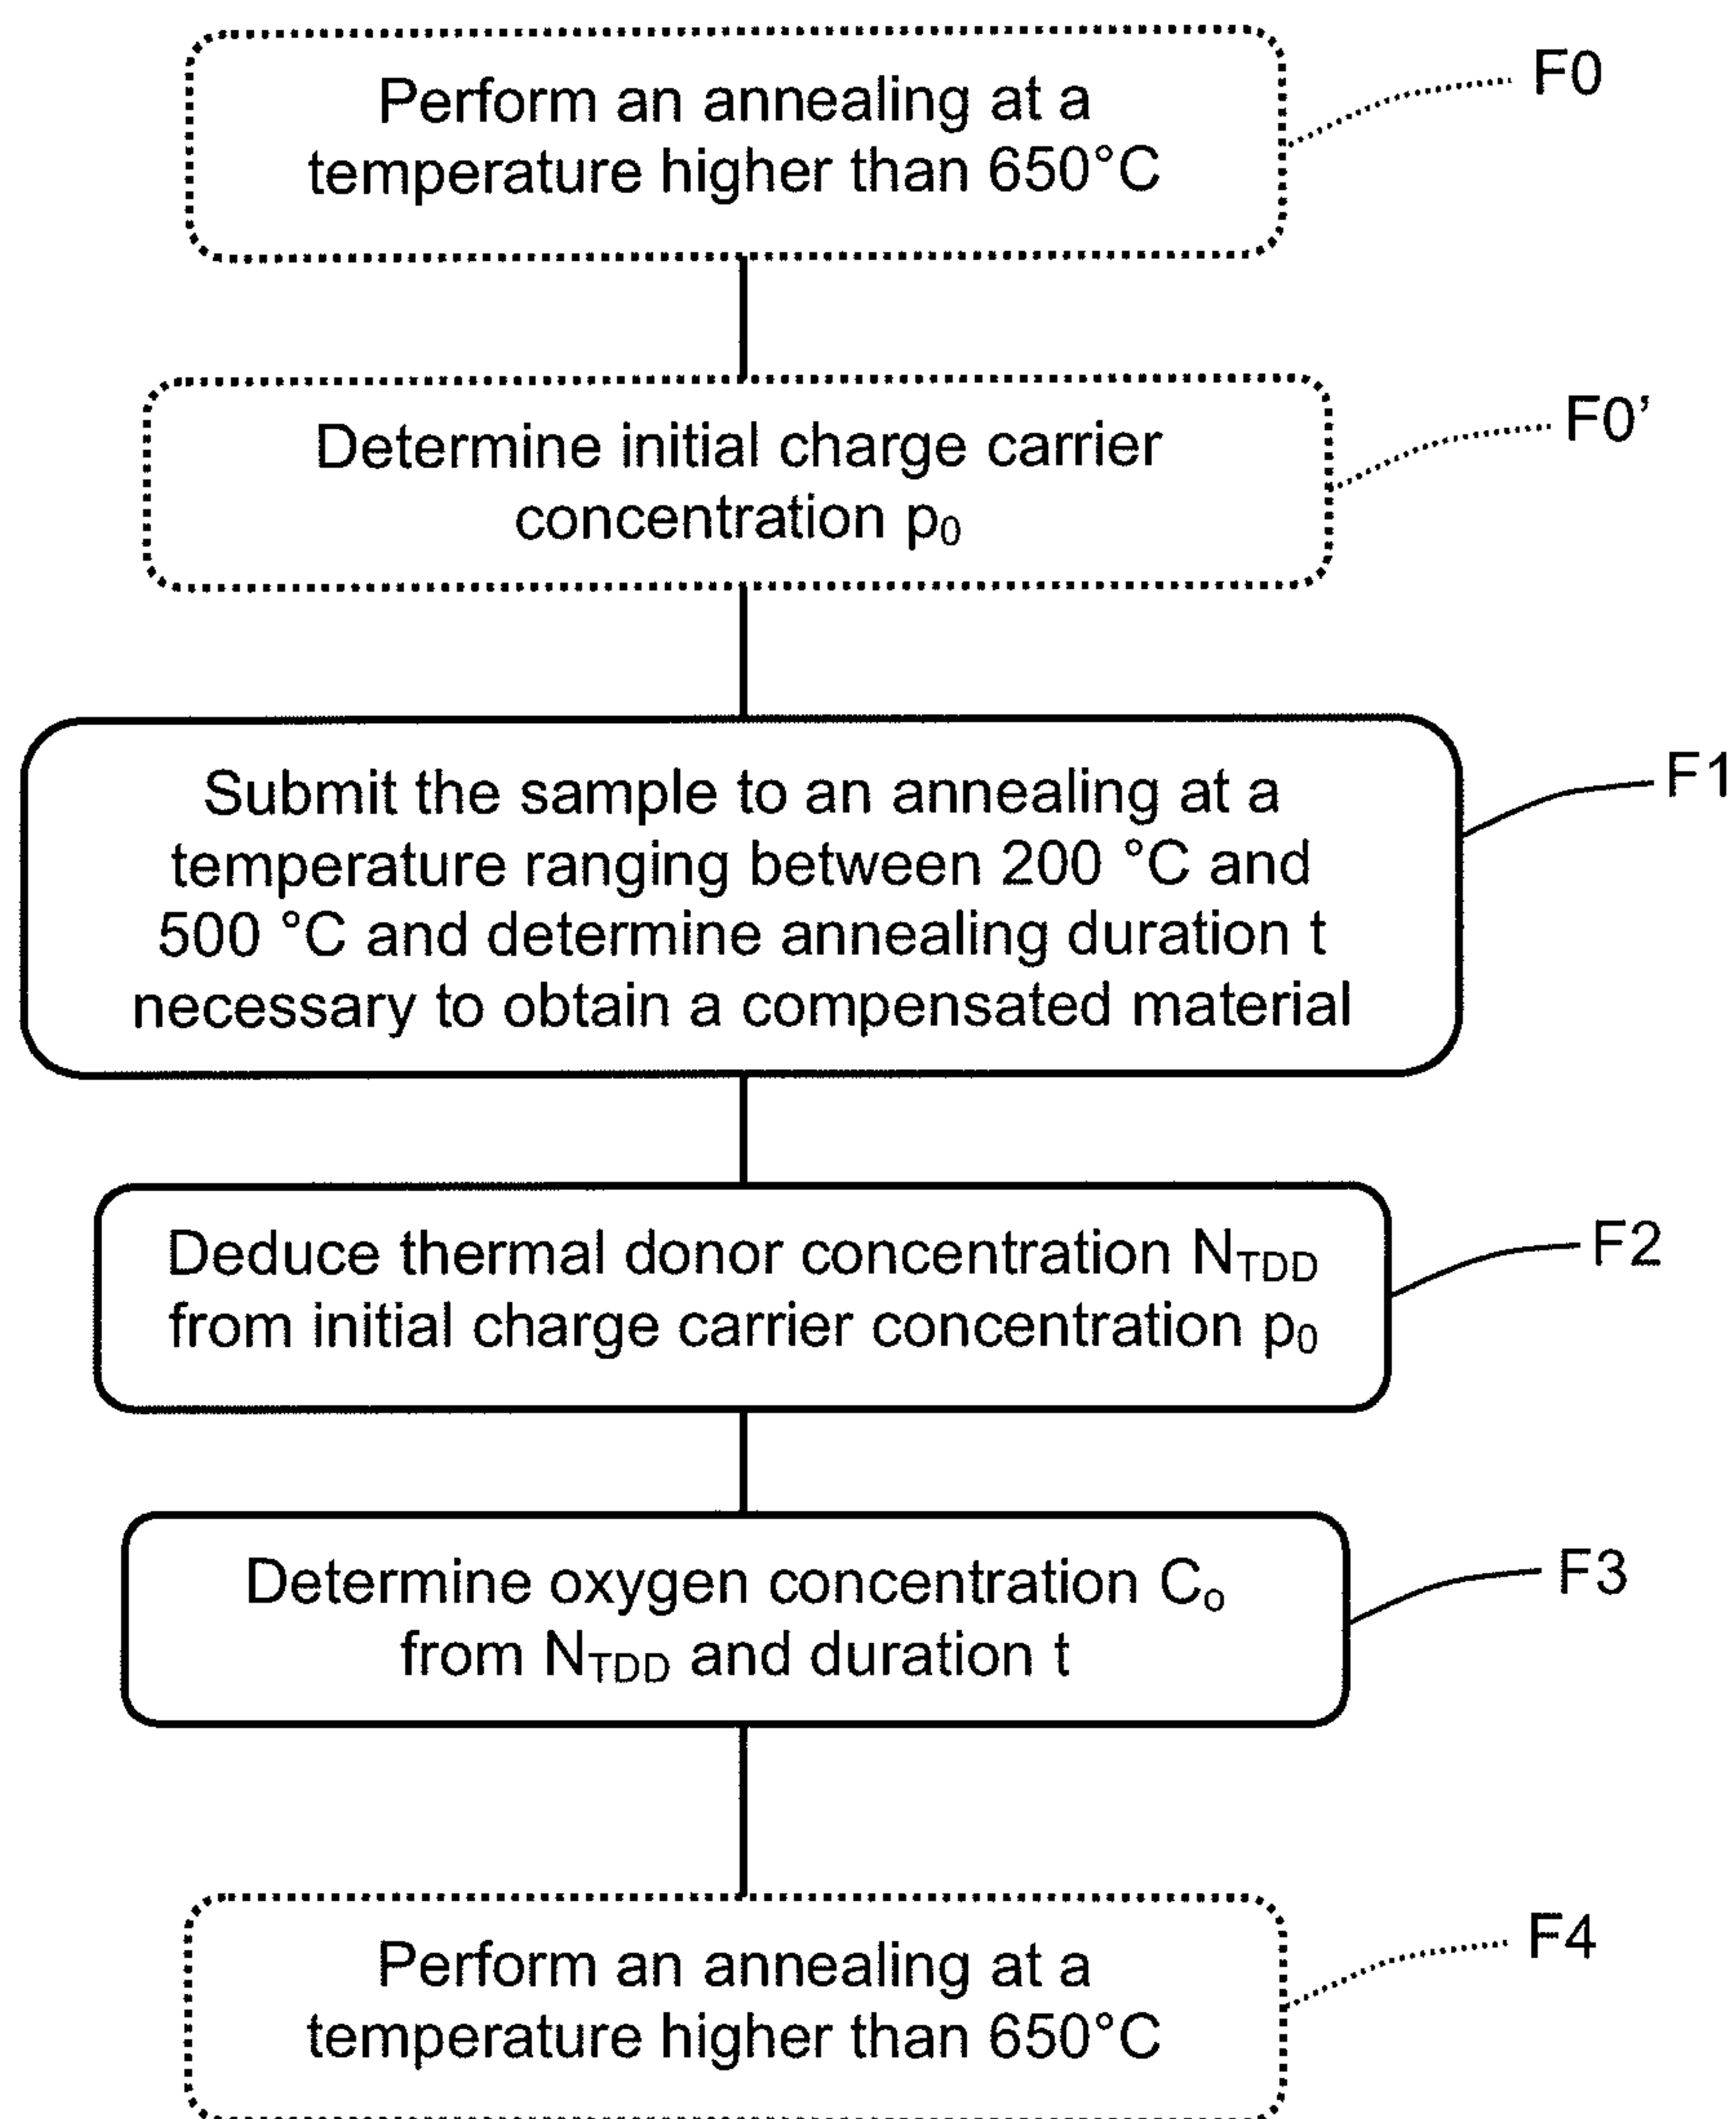 Perform an annealing at a
temperature higher than 650°C
F0
Determine initial charge carrier
concentration p₀
F0’
Submit the sample to an annealing at a
temperature ranging between 200 °C and
500 °C and determine annealing duration t
necessary to obtain a compensated material
F1
Deduce thermal donor concentration N_TDD
from initial charge carrier concentration p₀
F2
Determine oxygen concentration Cₒ
from N_TDD and duration t
F3
Perform an annealing at a
temperature higher than 650°C
F4